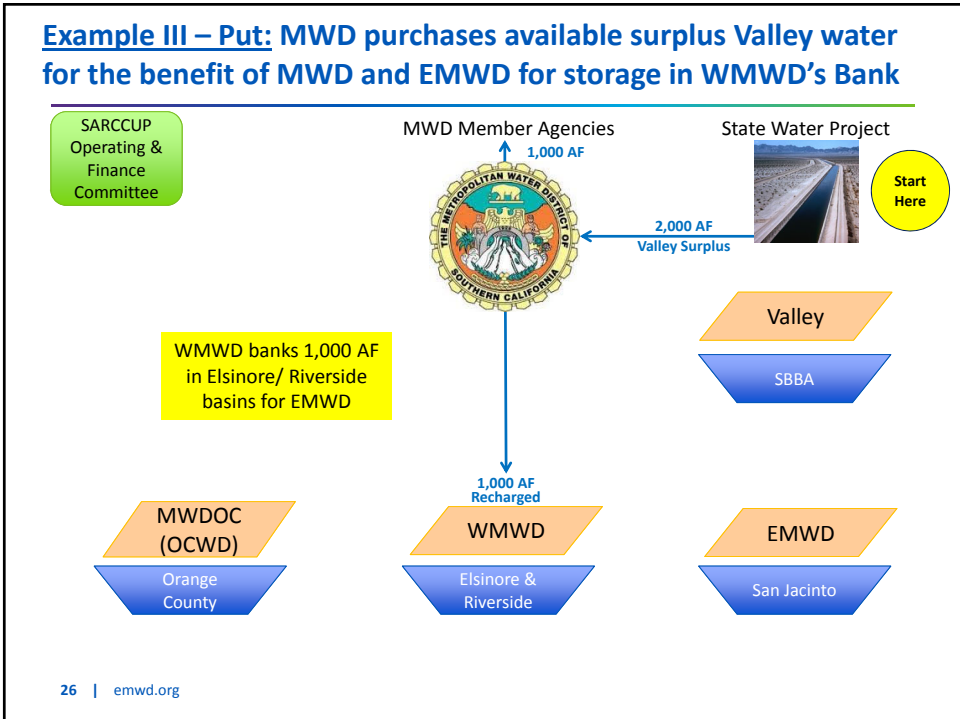 Example III – Put: MWD purchases available surplus Valley water
for the benefit of MWD and EMWD for storage in WMWD's Bank
SARCCUP
Operating &
Finance
Committee
MWD Member Agencies
1,000 AF
State Water Project
Start
Here
THE METROPOLITAN WATER DISTRICT OF
SOUTHERN CALIFORNIA
2,000 AF
Valley Surplus
Valley
SBBA
WMWD banks 1,000 AF
in Elsinore/ Riverside
basins for EMWD
1,000 AF
Recharged
MWDOC
(OCWD)
Orange
County
WMWD
Elsinore &
Riverside
EMWD
San Jacinto
26 | emwd.org